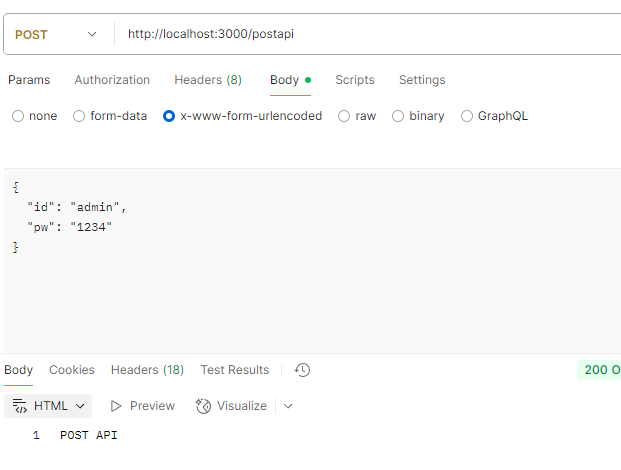 POST http://localhost:3000/postapi
Params Authorization Headers (8) Body Scripts Settings
none form-data x-www-form-urlencoded raw binary GraphQL
{
"id": "admin",
"pw": "1234"
}
Body Cookies Headers (18) Test Results 200 O
HTML Preview Visualize
1 POST API